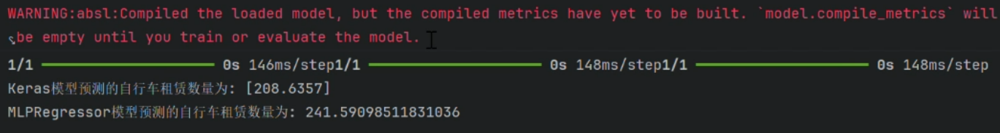 WARNING:absl:Compiled the loaded model, but the compiled metrics have yet to be built. `model.compile_metrics` will
be empty until you train or evaluate the model.
1/1 ━━━━━━━━━━━━━━━━━━━━ 0s 146ms/step1/1 ━━━━━━━━━━━━━━━━━━━━ 0s 148ms/step1/1 ━━━━━━━━━━━━━━━━━━━━ 0s 148ms/step
Keras模型预测的自行车租赁数量为: [208.6357]
MLPRegressor模型预测的自行车租赁数量为: 241.59098511831036